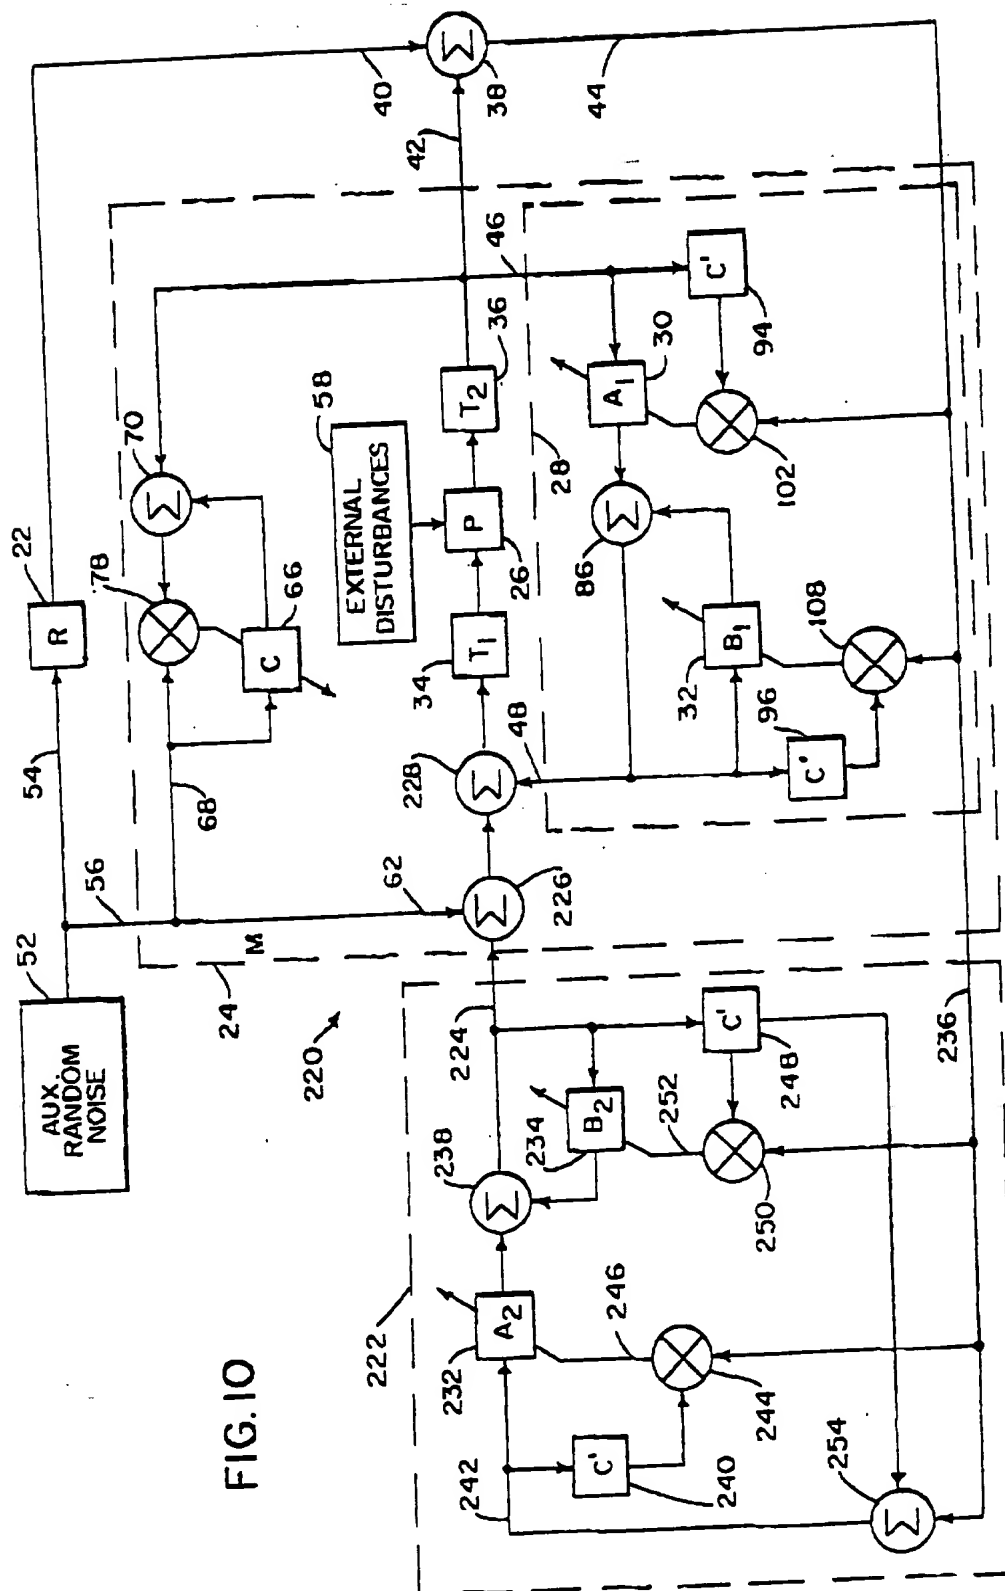 52
AUX.
RANDOM
NOISE
54
22
R
56
24
M
68
78
70
Σ
66
C
40
42
Σ
38
44
220
58
EXTERNAL
DISTURBANCES
62
Σ
226
228
Σ
34
T1
P
26
T2
36
46
48
28
FIG. 10
222
242
232
A2
238
Σ
224
234
B2
252
C'
248
250
C'
240
246
244
254
Σ
236
86
Σ
A1
30
32
B1
C'
94
102
96
C'
108